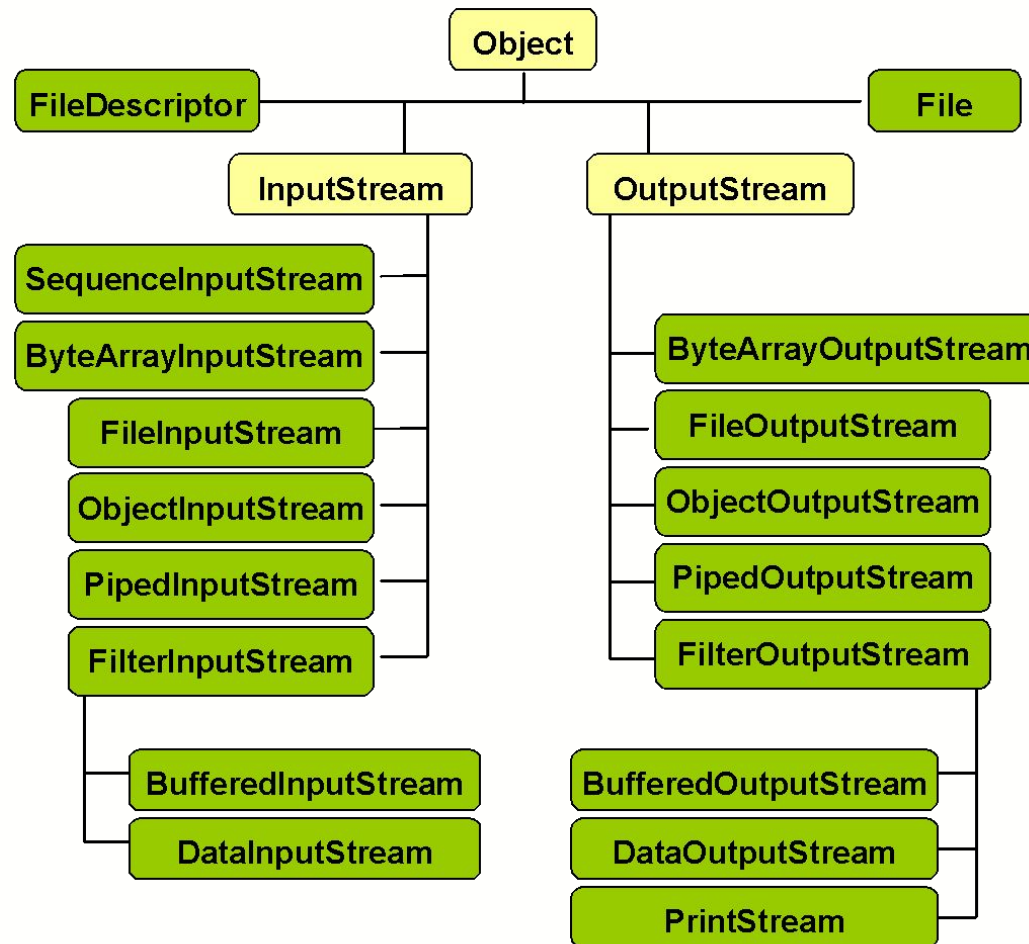 Object
FileDescriptor
File
InputStream
OutputStream
SequenceInputStream
ByteArrayInputStream
FileInputStream
ObjectInputStream
PipedInputStream
FilterInputStream
BufferedInputStream
DataInputStream
ByteArrayOutputStream
FileOutputStream
ObjectOutputStream
PipedOutputStream
FilterOutputStream
BufferedOutputStream
DataOutputStream
PrintStream